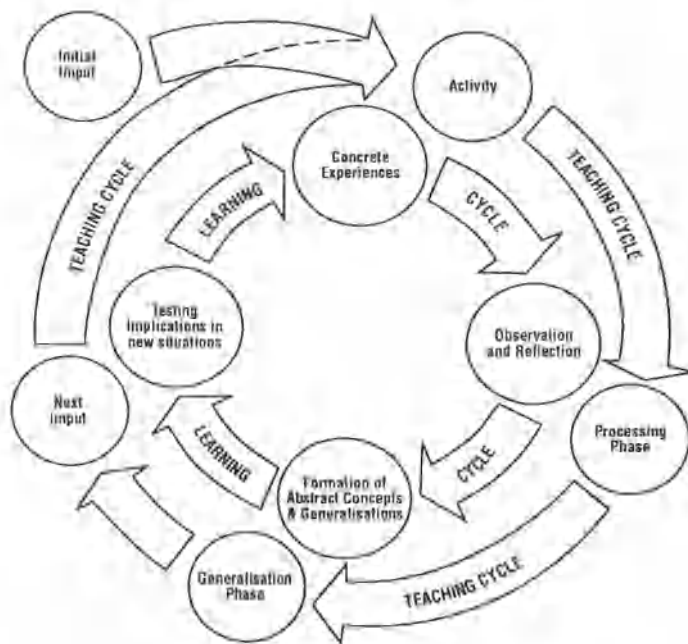 Initial
Input
Activity
Concrete
Experiences
LEARNING
CYCLE
TEACHING CYCLE
TEACHING CYCLE
Testing
Implications in
new situations
Observation
and Reflection
Next
Input
Processing
Phase
LEARNING
CYCLE
Formation of
Abstract Concepts
& Generalisations
Generalisation
Phase
TEACHING CYCLE